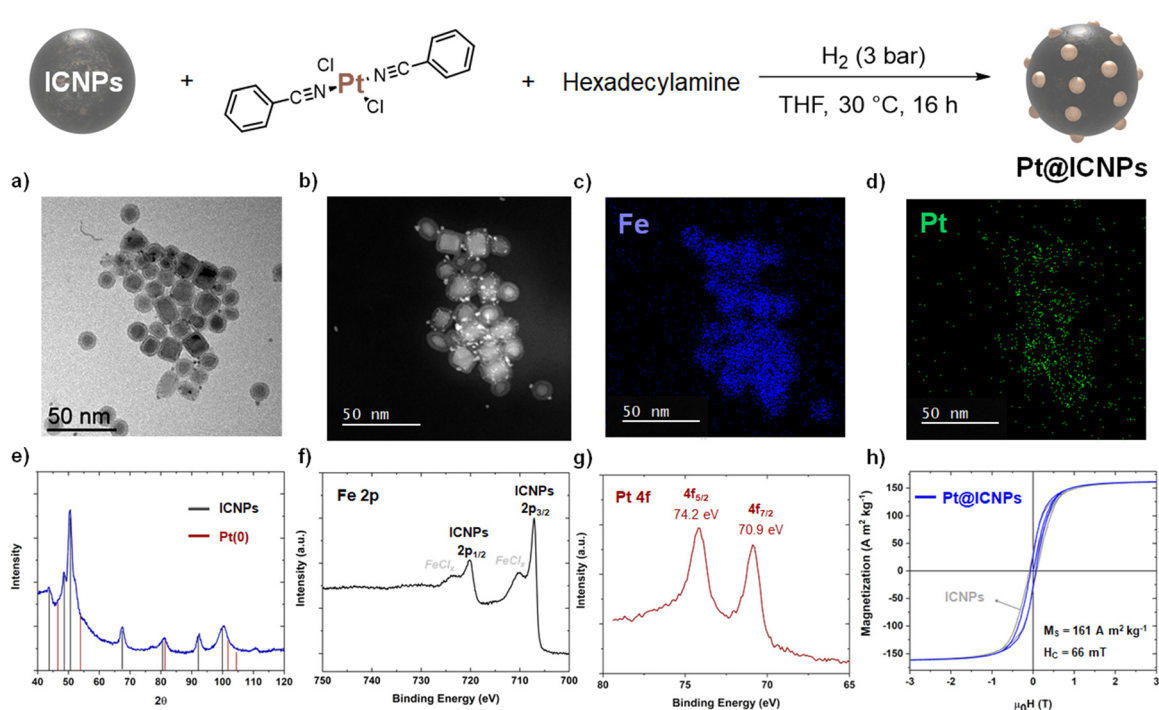 ICNPs
+
Cl
Pt
N≡C
C≡N
Cl
+
Hexadecylamine
H₂ (3 bar)
THF, 30 °C, 16 h
Pt@ICNPs
a)
50 nm
b)
50 nm
c)
Fe
50 nm
d)
Pt
50 nm
e)
ICNPs
Pt(0)
Intensity
40 50 60 70 80 90 100 110 120
2θ
f)
Fe 2p
ICNPs
2p3/2
ICNPs
2p1/2
FeClx
FeClx
Intensity (a.u.)
750 740 730 720 710 700
Binding Energy (eV)
g)
Pt 4f
4f5/2
74.2 eV
4f7/2
70.9 eV
Intensity (a.u.)
80 75 70 65
Binding Energy (eV)
h)
Pt@ICNPs
ICNPs
Magnetization (A m² kg⁻¹)
150
100
50
0
-50
-100
-150
MS = 161 A m² kg⁻¹
HC = 66 mT
-3 -2 -1 0 1 2 3
μ0H (T)